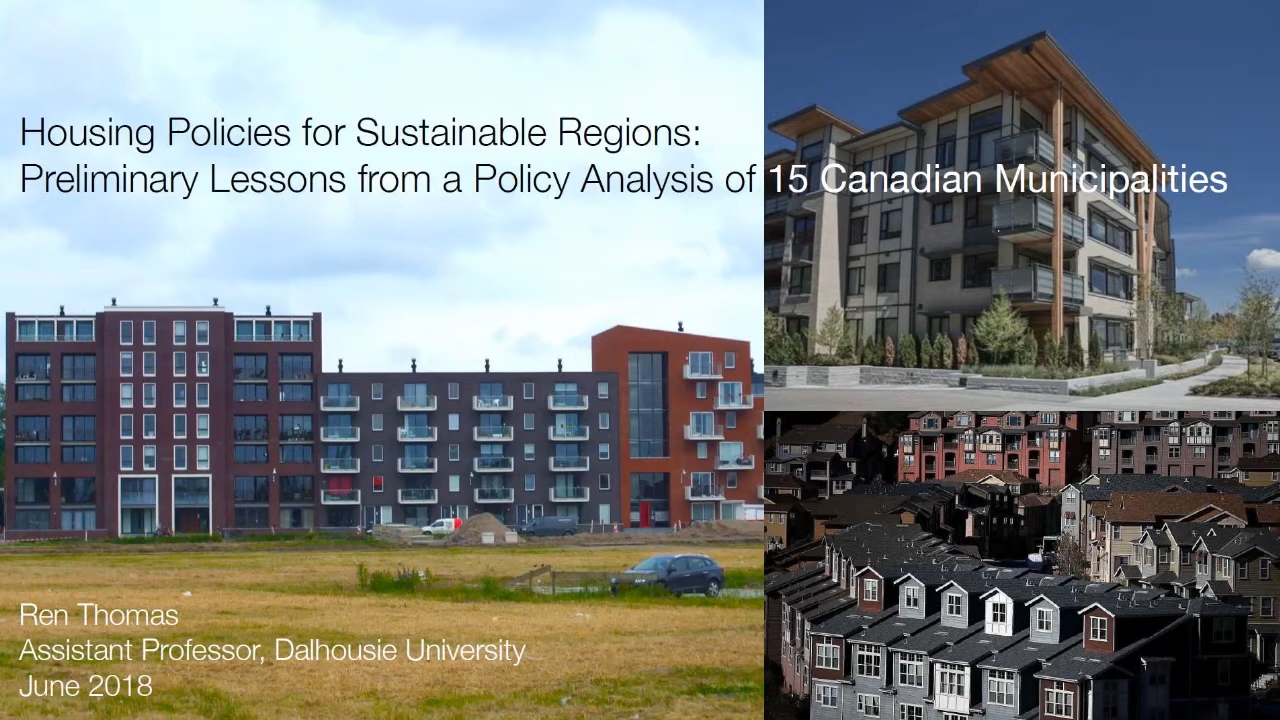 Housing Policies for Sustainable Regions:
Preliminary Lessons from a Policy Analysis of 15 Canadian Municipalities
Ren Thomas
Assistant Professor, Dalhousie University
June 2018